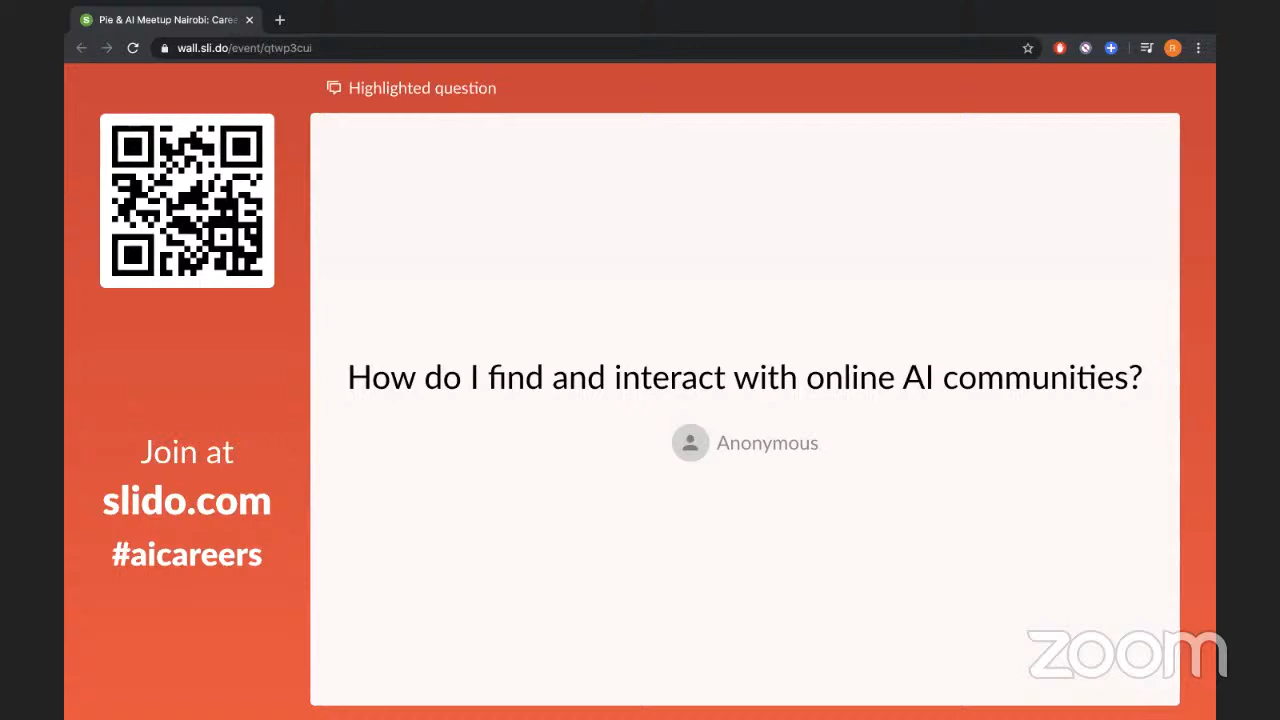 Pie & AI Meetup Nairobi: Caree
wall.sli.do/event/qtwp3cui
Highlighted question
How do I find and interact with online AI communities?
Anonymous
Join at
slido.com
#aicareers
zoom